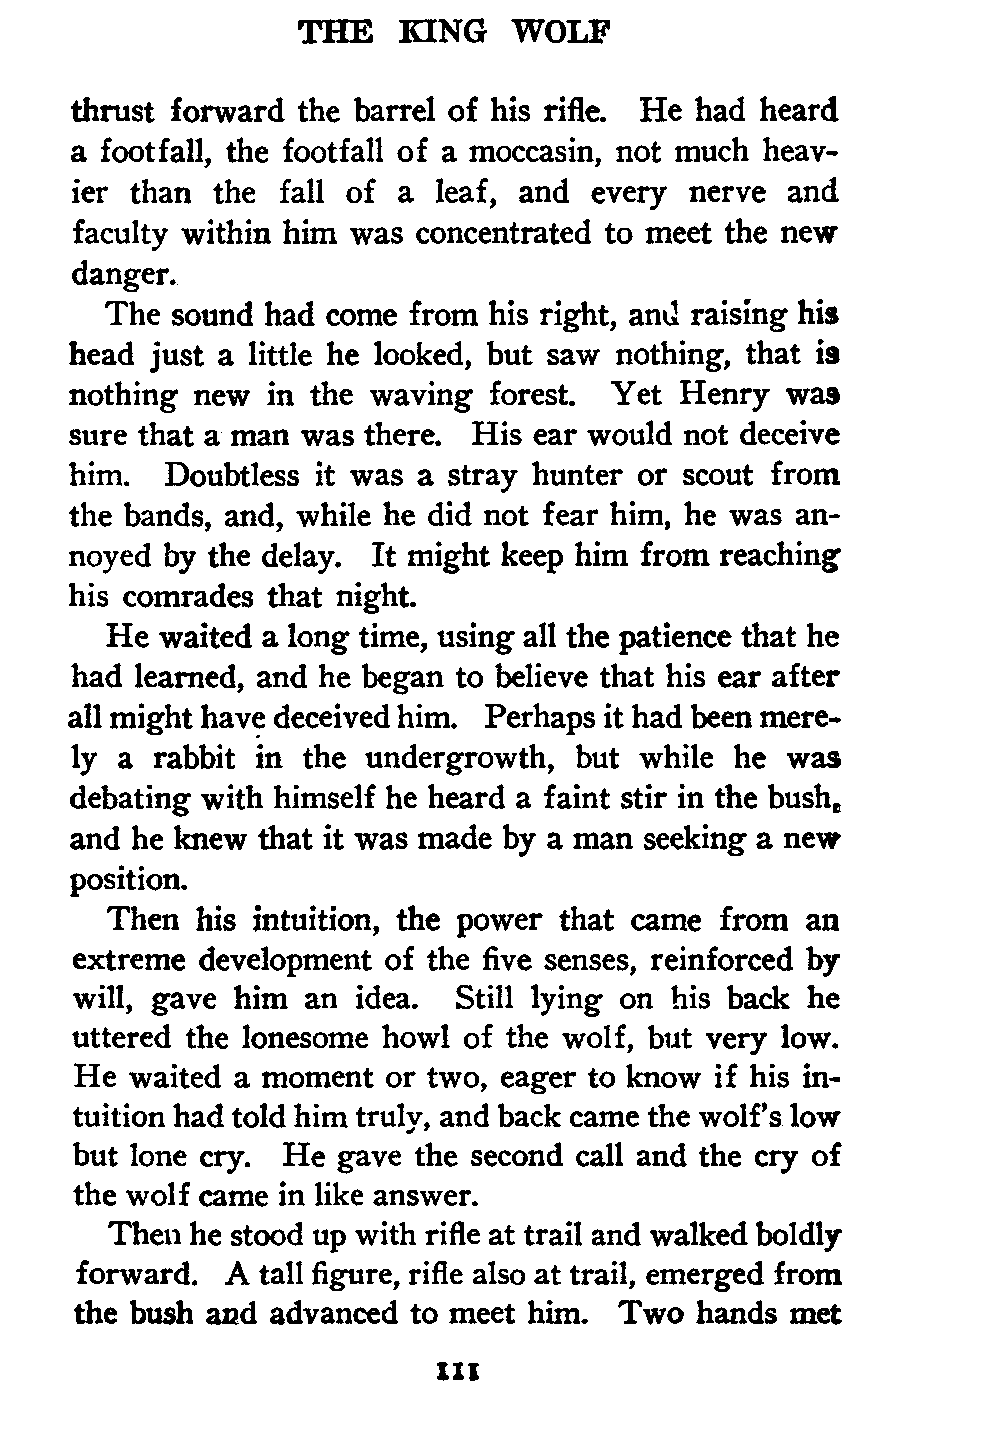 THE KING WOLF
thrust forward the barrel of his rifle. He had heard
a footfall, the footfall of a moccasin, not much heav-
ier than the fall of a leaf, and every nerve and
faculty within him was concentrated to meet the new
danger.
The sound had come from his right, and raising his
head just a little he looked, but saw nothing, that is
nothing new in the waving forest. Yet Henry was
sure that a man was there. His ear would not deceive
him. Doubtless it was a stray hunter or scout from
the bands, and, while he did not fear him, he was an-
noyed by the delay. It might keep him from reaching
his comrades that night.
He waited a long time, using all the patience that he
had learned, and he began to believe that his ear after
all might have deceived him. Perhaps it had been mere-
ly a rabbit in the undergrowth, but while he was
debating with himself he heard a faint stir in the bush,
and he knew that it was made by a man seeking a new
position.
Then his intuition, the power that came from an
extreme development of the five senses, reinforced by
will, gave him an idea. Still lying on his back he
uttered the lonesome howl of the wolf, but very low.
He waited a moment or two, eager to know if his in-
tuition had told him truly, and back came the wolf's low
but lone cry. He gave the second call and the cry of
the wolf came in like answer.
Then he stood up with rifle at trail and walked boldly
forward. A tall figure, rifle also at trail, emerged from
the bush and advanced to meet him. Two hands met
111